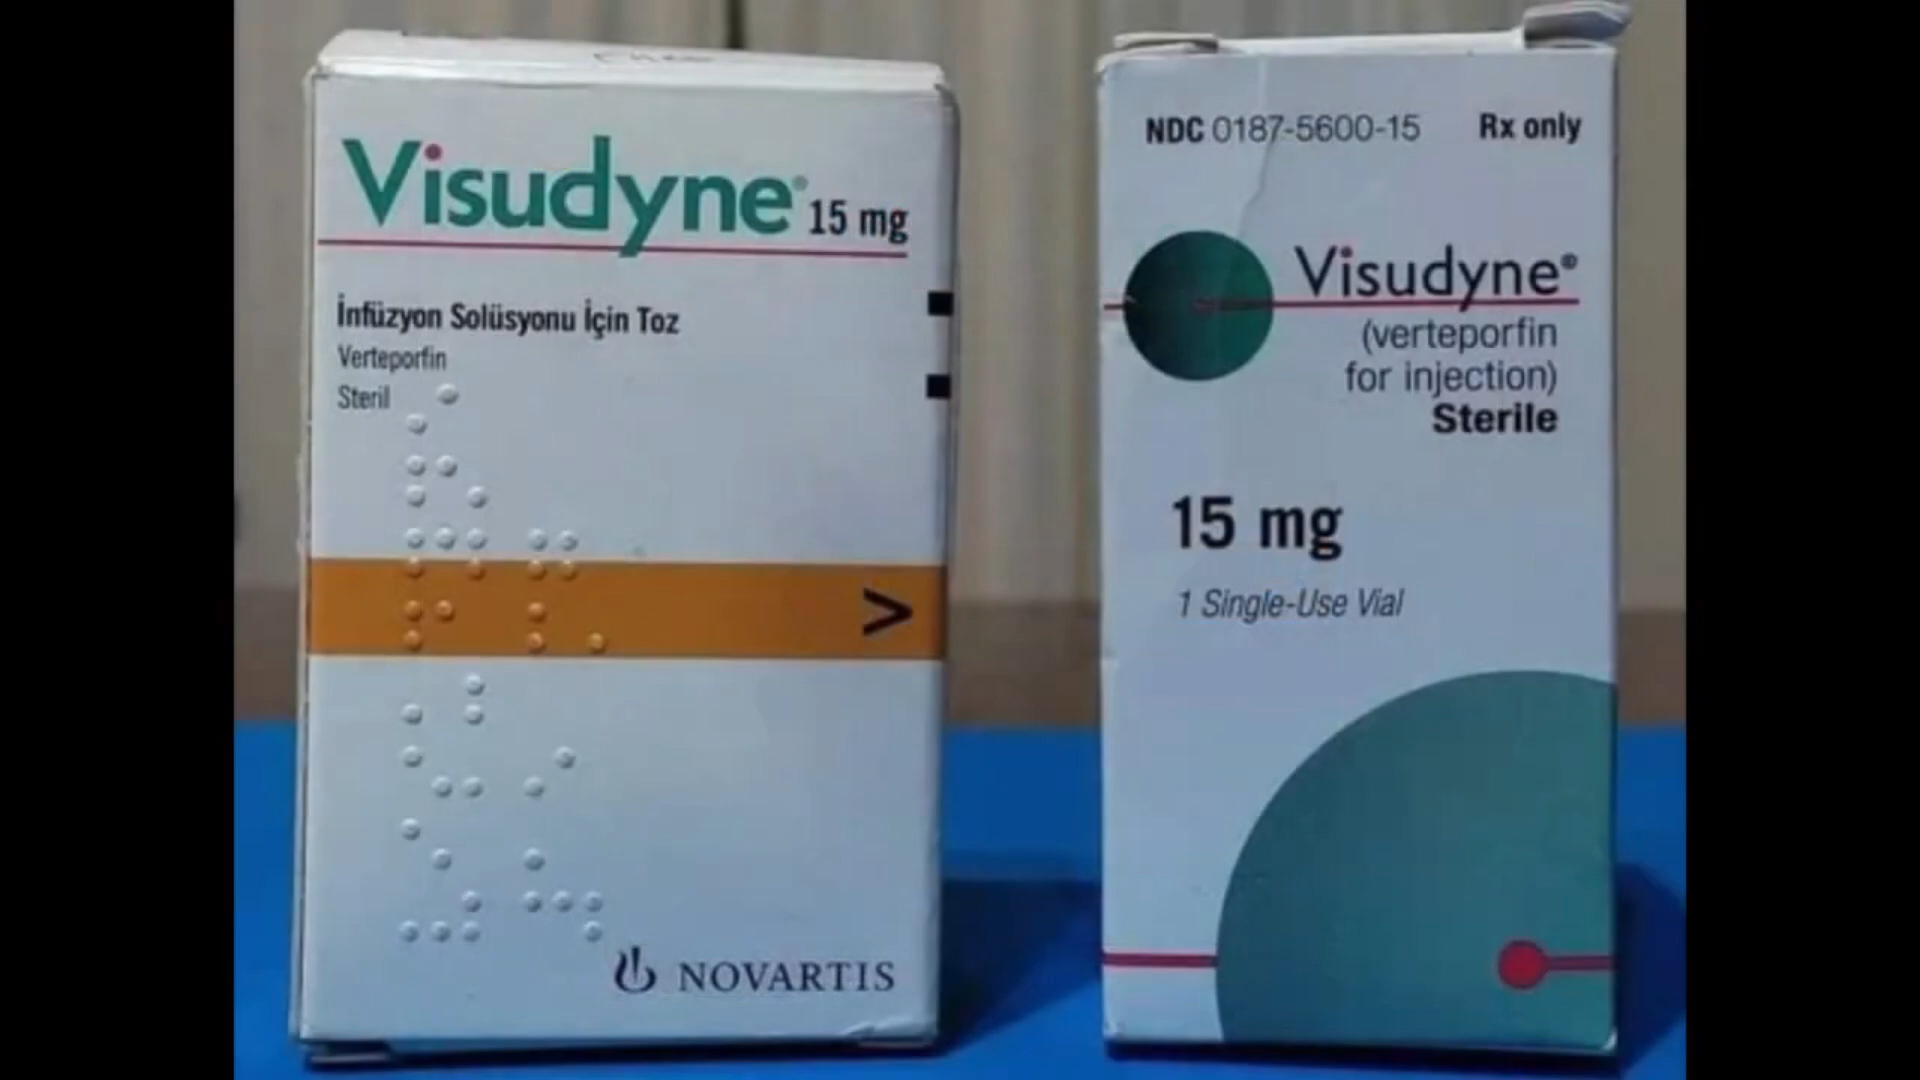 Visudyne® 15 mg
İnfüzyon Solüsyonu İçin Toz
Verteporfin
Steril
>
NOVARTIS
NDC 0187-5600-15 Rx only
Visudyne®
(verteporfin
for injection)
Sterile
15 mg
1 Single-Use Vial